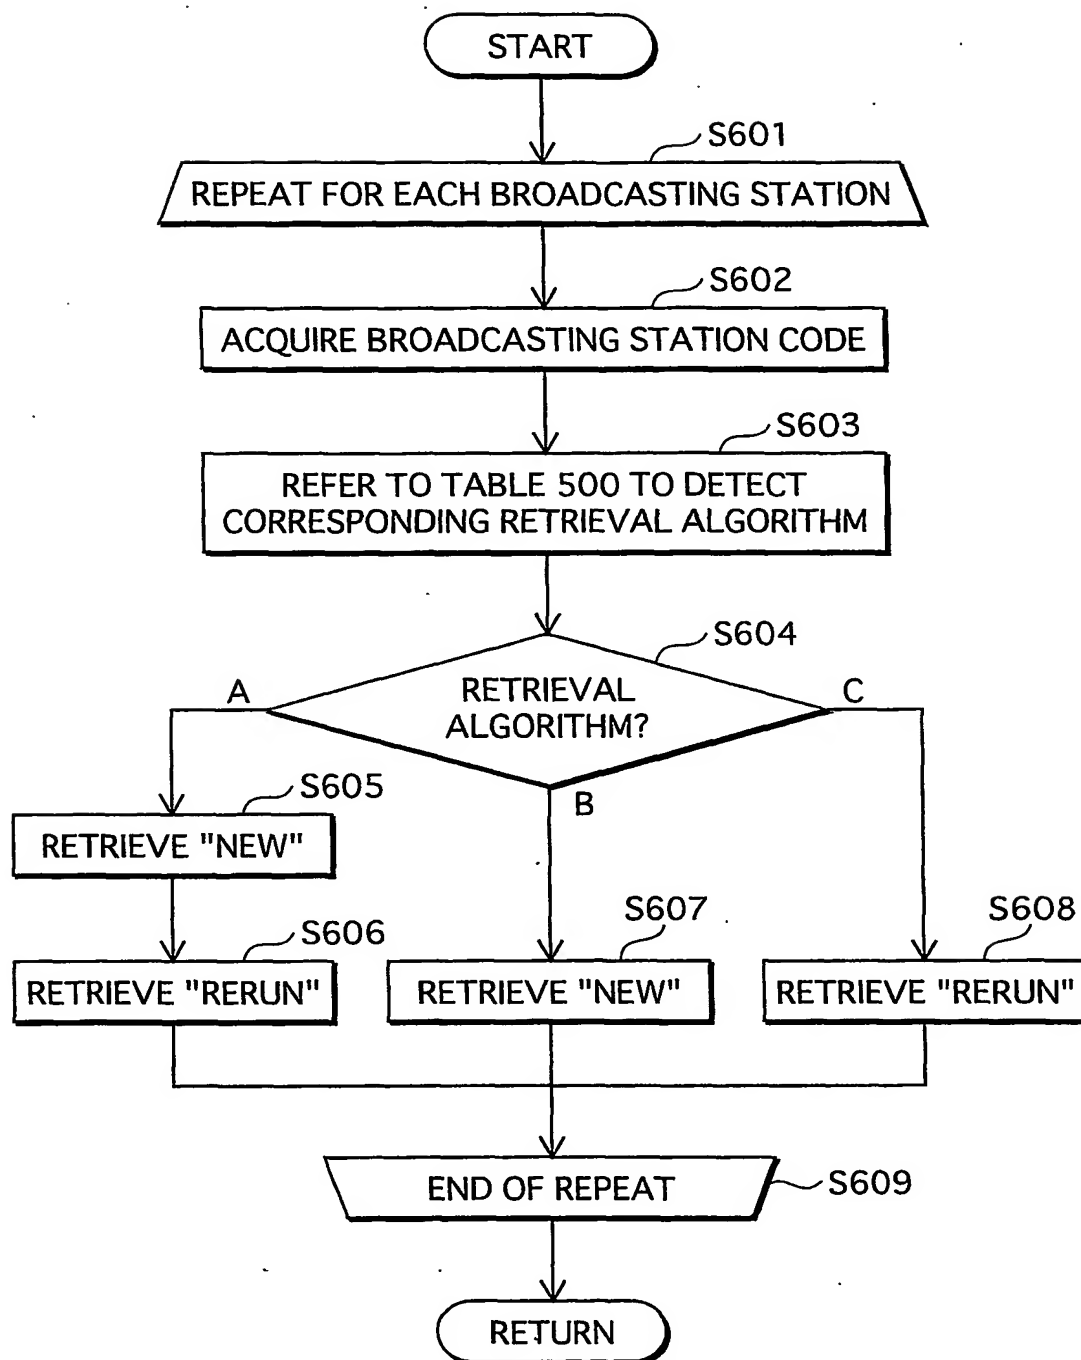 START
S601
REPEAT FOR EACH BROADCASTING STATION
S602
ACQUIRE BROADCASTING STATION CODE
S603
REFER TO TABLE 500 TO DETECT
CORRESPONDING RETRIEVAL ALGORITHM
S604
A
RETRIEVAL
ALGORITHM?
C
B
S605
RETRIEVE "NEW"
S606
RETRIEVE "RERUN"
S607
RETRIEVE "NEW"
S608
RETRIEVE "RERUN"
END OF REPEAT
S609
RETURN